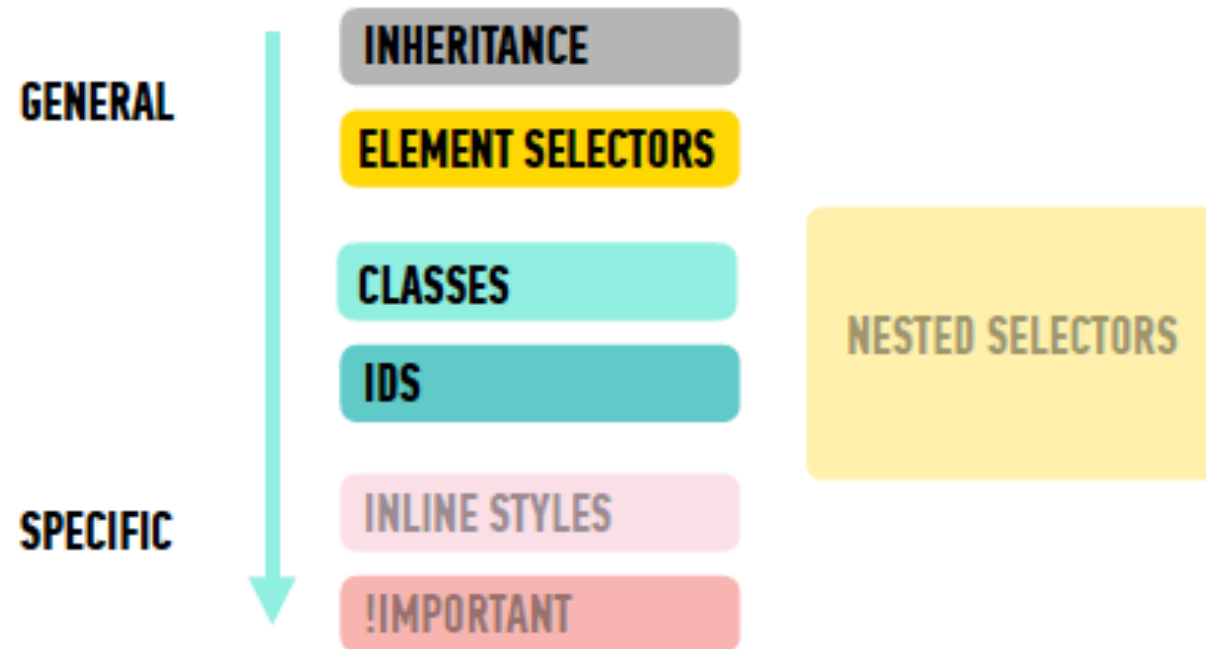 INHERITANCE
GENERAL
ELEMENT SELECTORS
CLASSES
NESTED SELECTORS
IDS
SPECIFIC
INLINE STYLES
!IMPORTANT